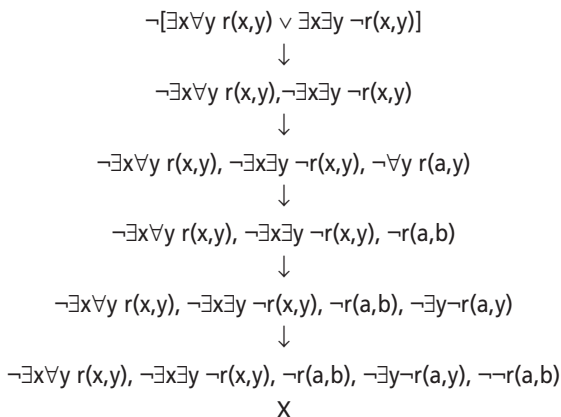 ¬[∃x∀y r(x,y) ∨ ∃x∃y ¬r(x,y)]
↓
¬∃x∀y r(x,y),¬∃x∃y ¬r(x,y)
↓
¬∃x∀y r(x,y), ¬∃x∃y ¬r(x,y), ¬∀y r(a,y)
↓
¬∃x∀y r(x,y), ¬∃x∃y ¬r(x,y), ¬r(a,b)
↓
¬∃x∀y r(x,y), ¬∃x∃y ¬r(x,y), ¬r(a,b), ¬∃y¬r(a,y)
↓
¬∃x∀y r(x,y), ¬∃x∃y ¬r(x,y), ¬r(a,b), ¬∃y¬r(a,y), ¬¬r(a,b)
X